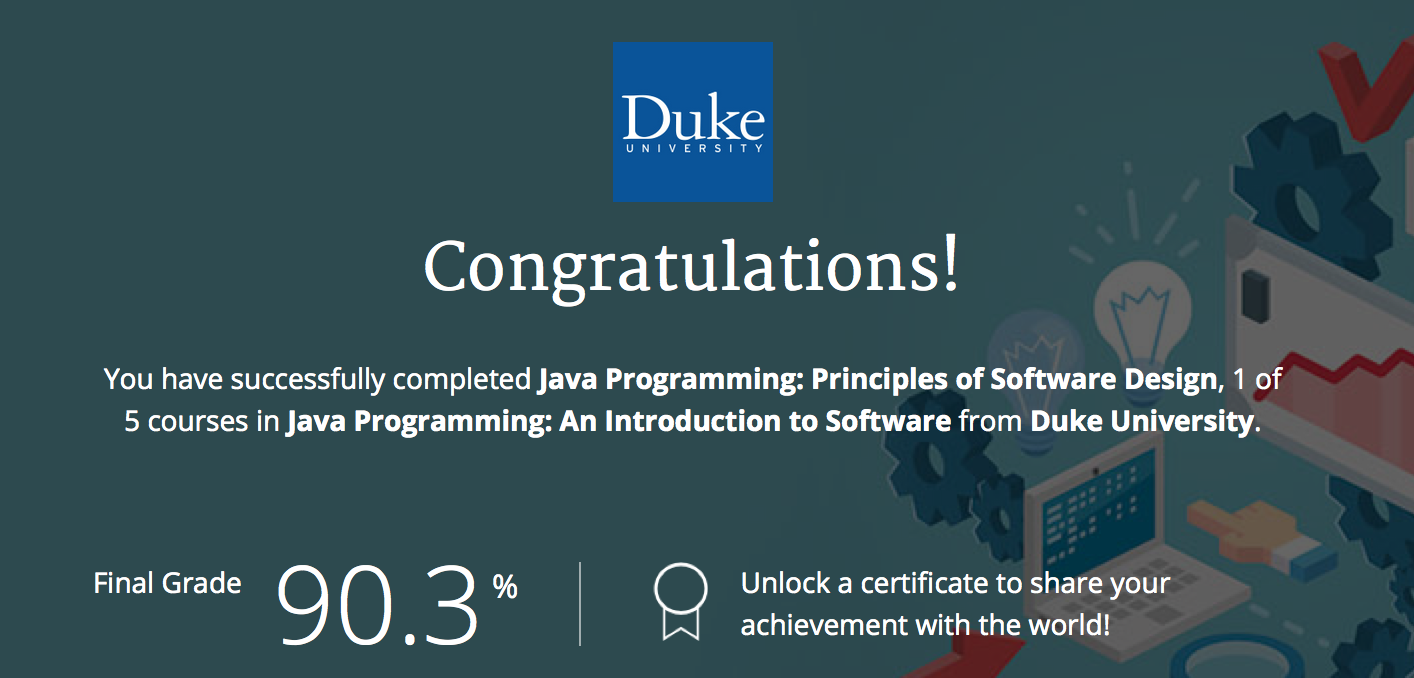 Duke
UNIVERSITY
Congratulations!
You have successfully completed Java Programming: Principles of Software Design, 1 of
5 courses in Java Programming: An Introduction to Software from Duke University.
Final Grade 90.3 %
Unlock a certificate to share your
achievement with the world!